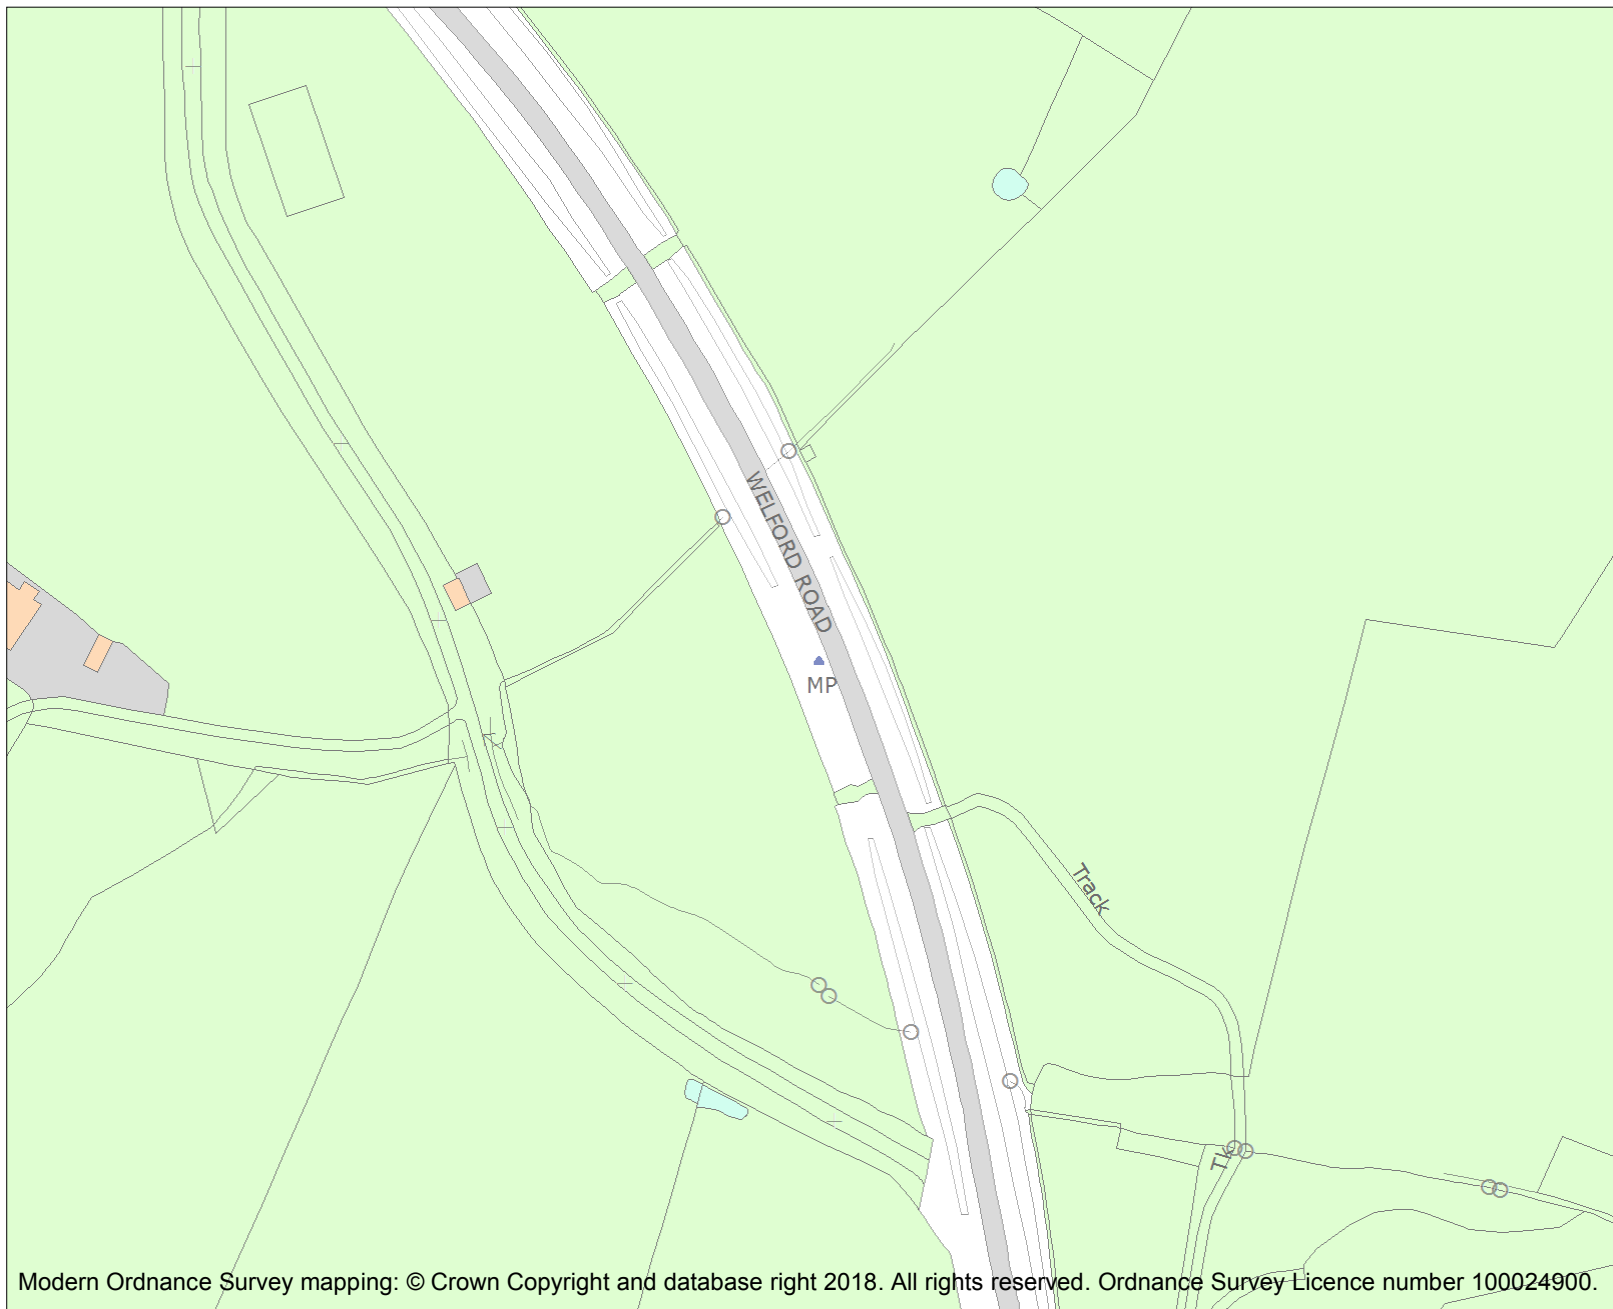 WELFORD ROAD
MP
Track
Tk
Modern Ordnance Survey mapping: © Crown Copyright and database right 2018. All rights reserved. Ordnance Survey Licence number 100024900.